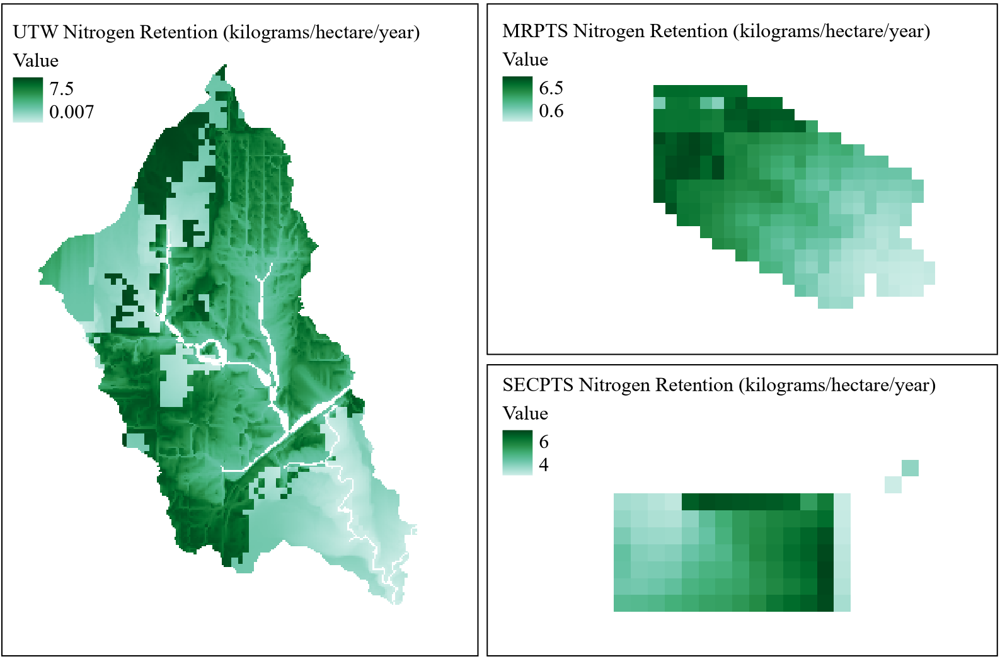 UTW Nitrogen Retention (kilograms/hectare/year)
Value
7.5
0.007
MRPTS Nitrogen Retention (kilograms/hectare/year)
Value
6.5
0.6
SECPTS Nitrogen Retention (kilograms/hectare/year)
Value
6
4